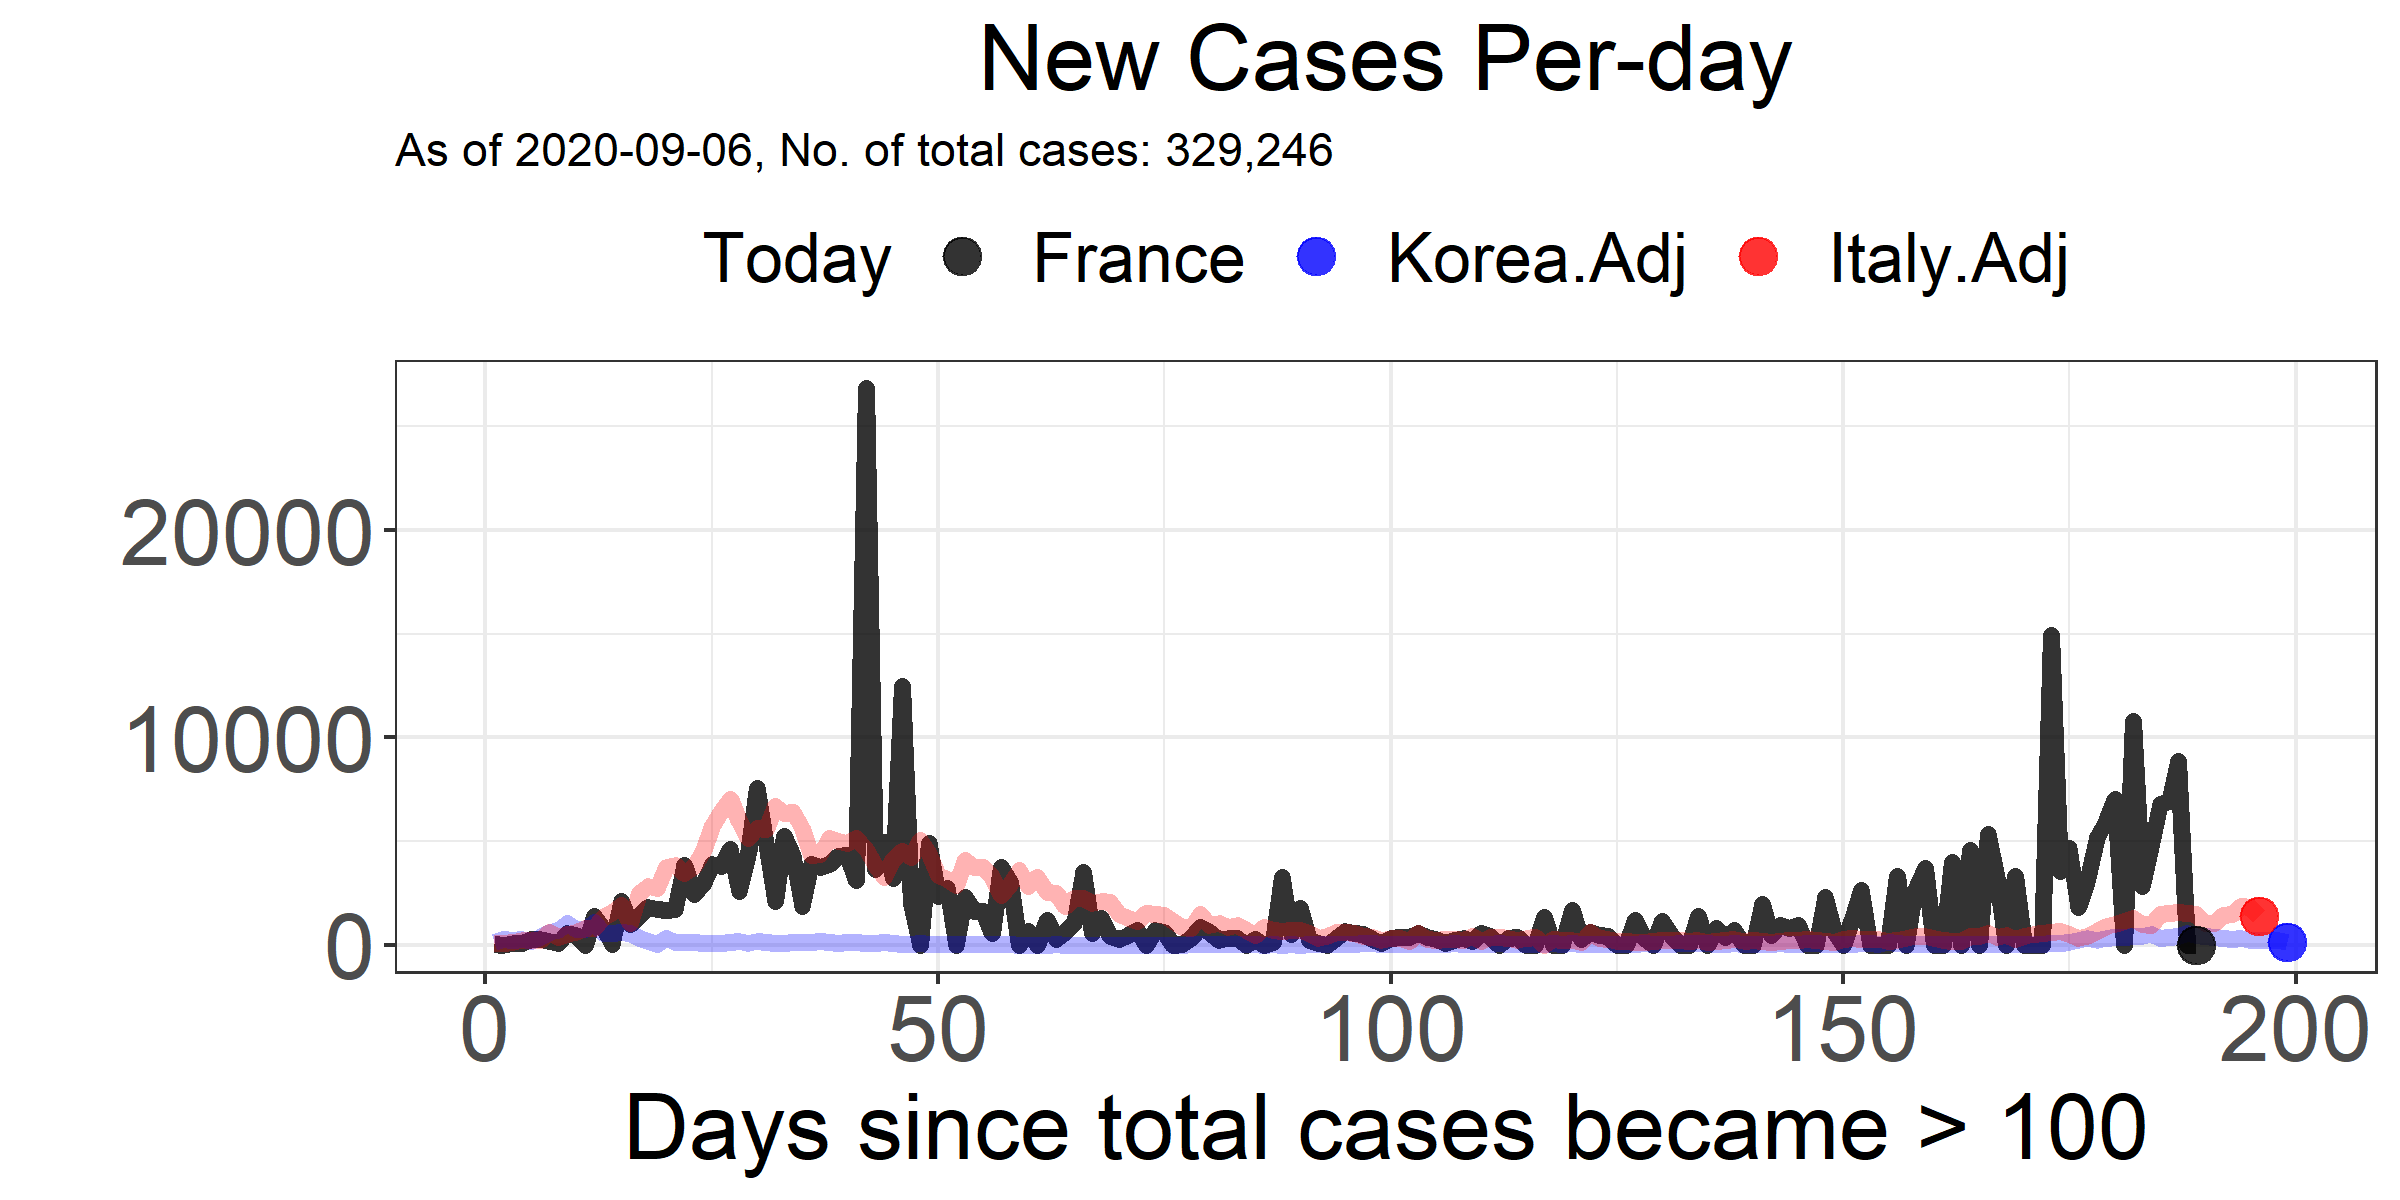 New Cases Per-day
As of 2020-09-06, No. of total cases: 329,246
Today France Korea.Adj Italy.Adj
20000
10000
0
0 50 100 150 200
Days since total cases became > 100